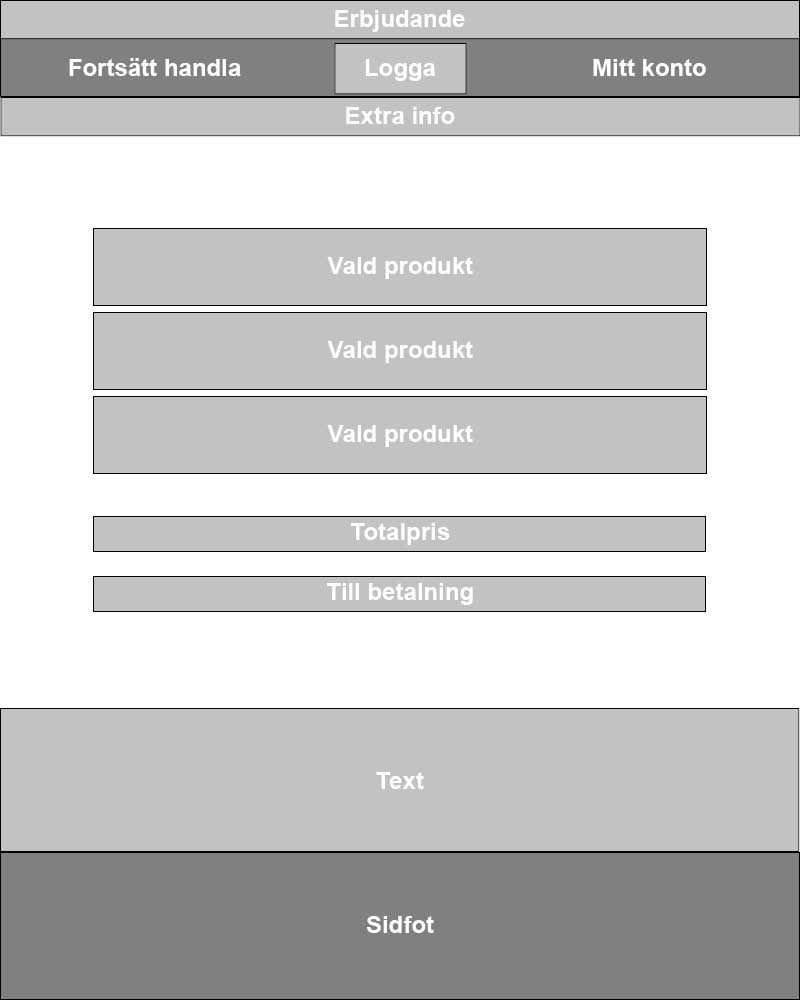 Erbjudande
Fortsätt handla
Logga
Mitt konto
Extra info
Vald produkt
Vald produkt
Vald produkt
Totalpris
Till betalning
Text
Sidfot